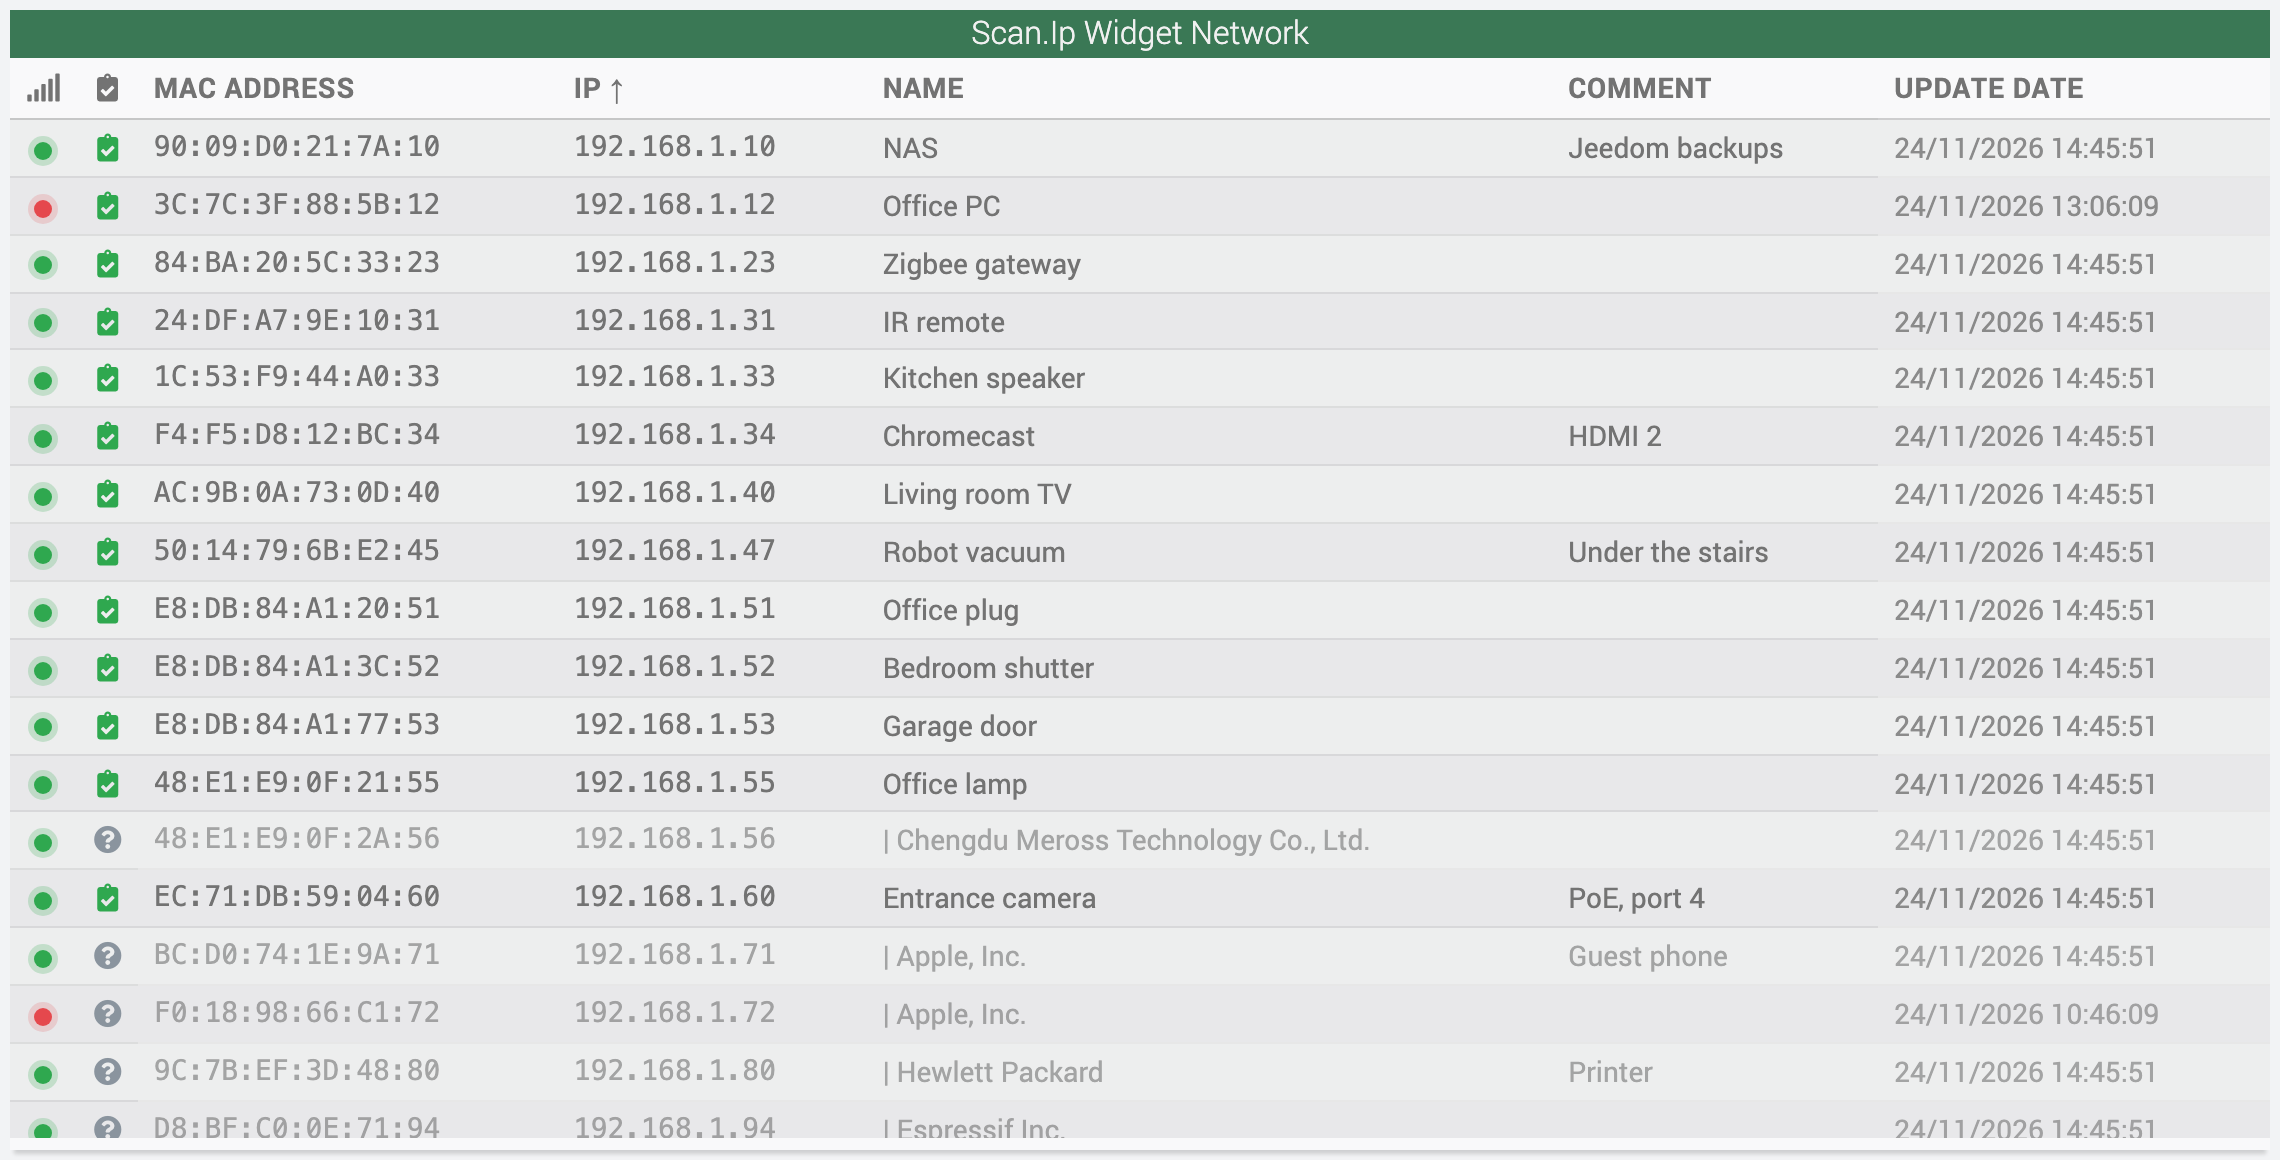 Scan.Ip Widget Network
MAC ADDRESS IP ↑ NAME COMMENT UPDATE DATE
90:09:D0:21:7A:10 192.168.1.10 NAS Jeedom backups 24/11/2026 14:45:51
3C:7C:3F:88:5B:12 192.168.1.12 Office PC 24/11/2026 13:06:09
84:BA:20:5C:33:23 192.168.1.23 Zigbee gateway 24/11/2026 14:45:51
24:DF:A7:9E:10:31 192.168.1.31 IR remote 24/11/2026 14:45:51
1C:53:F9:44:A0:33 192.168.1.33 Kitchen speaker 24/11/2026 14:45:51
F4:F5:D8:12:BC:34 192.168.1.34 Chromecast HDMI 2 24/11/2026 14:45:51
AC:9B:0A:73:0D:40 192.168.1.40 Living room TV 24/11/2026 14:45:51
50:14:79:6B:E2:45 192.168.1.47 Robot vacuum Under the stairs 24/11/2026 14:45:51
E8:DB:84:A1:20:51 192.168.1.51 Office plug 24/11/2026 14:45:51
E8:DB:84:A1:3C:52 192.168.1.52 Bedroom shutter 24/11/2026 14:45:51
E8:DB:84:A1:77:53 192.168.1.53 Garage door 24/11/2026 14:45:51
48:E1:E9:0F:21:55 192.168.1.55 Office lamp 24/11/2026 14:45:51
48:E1:E9:0F:2A:56 192.168.1.56 | Chengdu Meross Technology Co., Ltd. 24/11/2026 14:45:51
EC:71:DB:59:04:60 192.168.1.60 Entrance camera PoE, port 4 24/11/2026 14:45:51
BC:D0:74:1E:9A:71 192.168.1.71 | Apple, Inc. Guest phone 24/11/2026 14:45:51
F0:18:98:66:C1:72 192.168.1.72 | Apple, Inc. 24/11/2026 10:46:09
9C:7B:EF:3D:48:80 192.168.1.80 | Hewlett Packard Printer 24/11/2026 14:45:51
D8:BF:C0:0E:71:94 192.168.1.94 | Espressif Inc. 24/11/2026 14:45:51